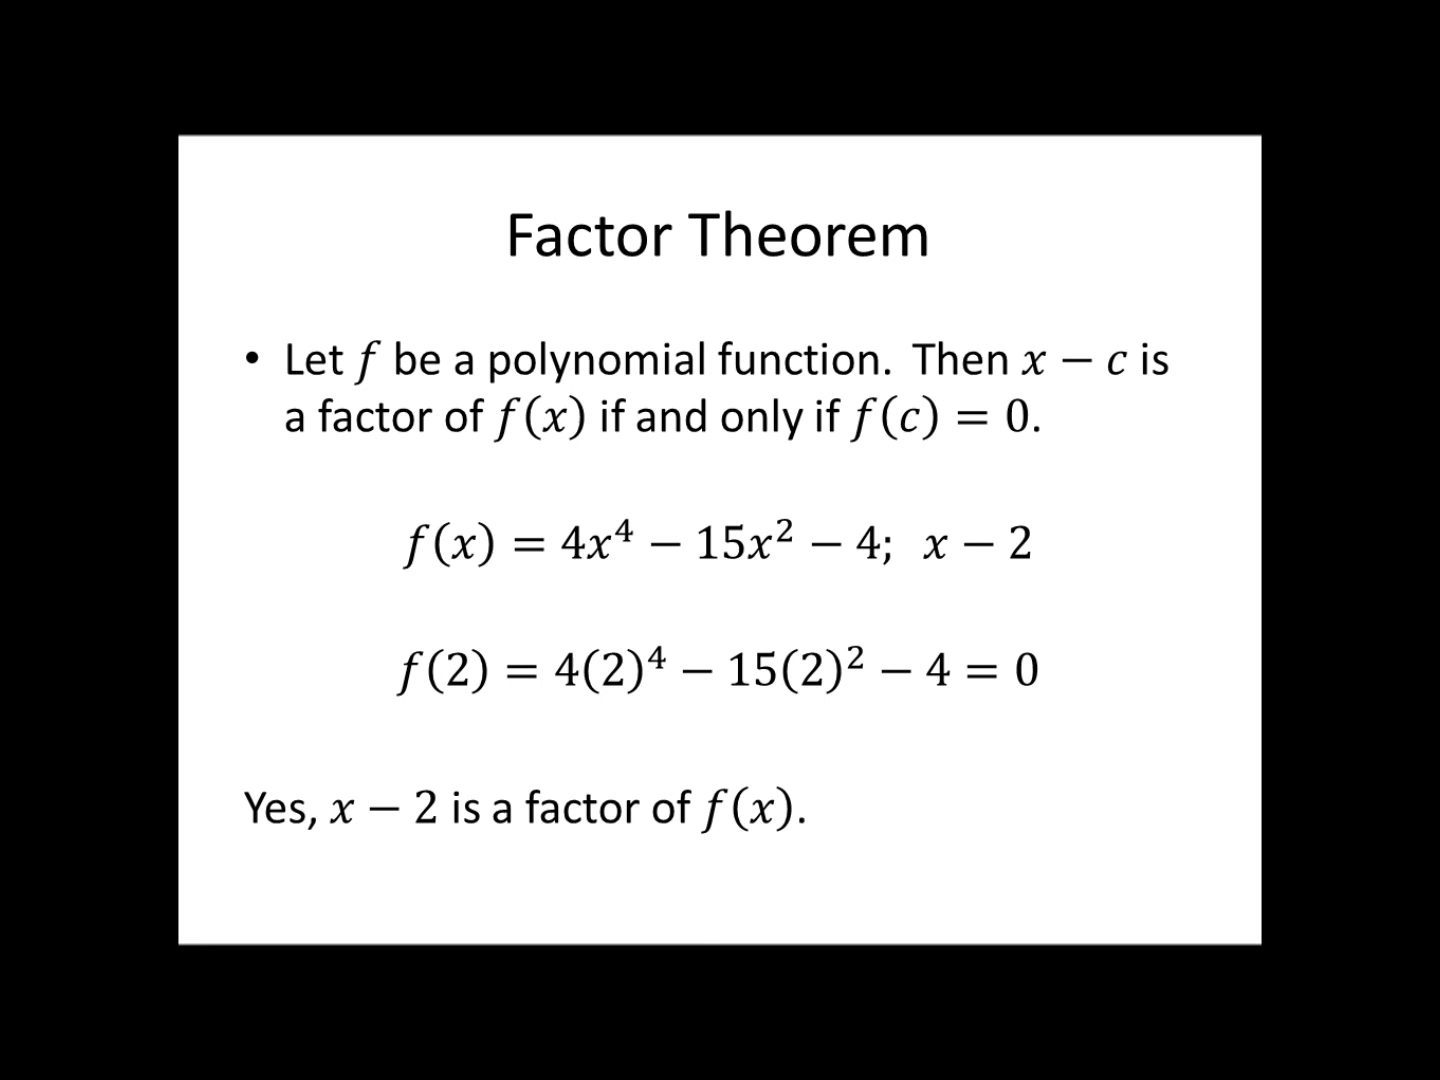 Factor Theorem
• Let f be a polynomial function. Then x − c is
a factor of f(x) if and only if f(c) = 0.
f(x) = 4x⁴ − 15x² − 4; x − 2
f(2) = 4(2)⁴ − 15(2)² − 4 = 0
Yes, x − 2 is a factor of f(x).